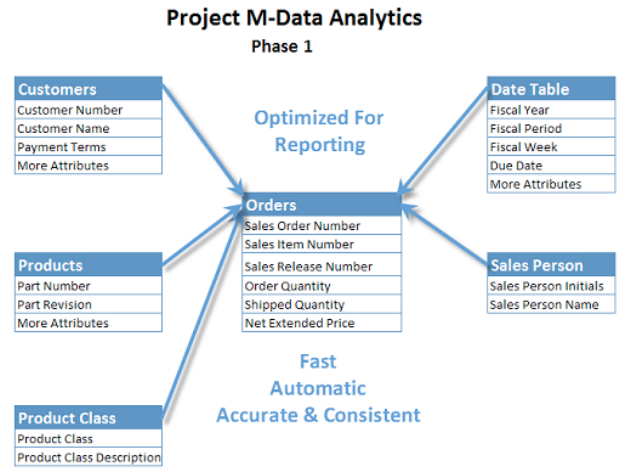 Project M-Data Analytics
Phase 1
Customers
Customer Number
Customer Name
Payment Terms
More Attributes
Optimized For
Reporting
Date Table
Fiscal Year
Fiscal Period
Fiscal Week
Due Date
More Attributes
Orders
Sales Order Number
Sales Item Number
Sales Release Number
Order Quantity
Shipped Quantity
Net Extended Price
Products
Part Number
Part Revision
More Attributes
Sales Person
Sales Person Initials
Sales Person Name
Fast
Automatic
Accurate & Consistent
Product Class
Product Class
Product Class Description